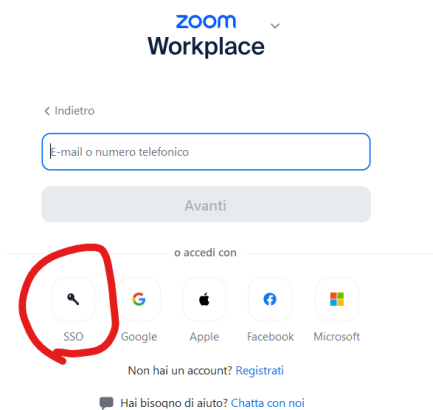 zoom
Workplace
Indietro
E-mail o numero telefonico
Avanti
o accedi con
SSO Google Apple Facebook Microsoft
Non hai un account? Registrati
Hai bisogno di aiuto? Chatta con noi